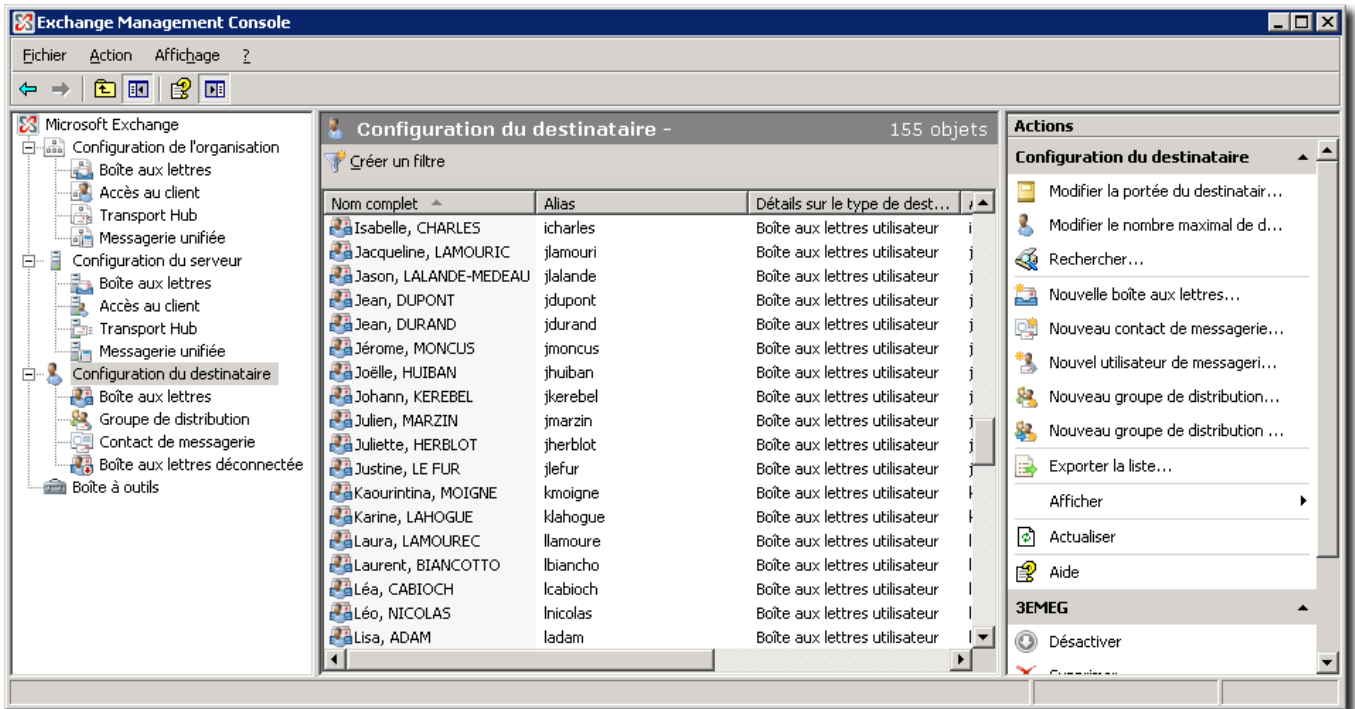 Exchange Management Console
Fichier Action Affichage ?
Microsoft Exchange
Configuration de l'organisation
Boîte aux lettres
Accès au client
Transport Hub
Messagerie unifiée
Configuration du serveur
Boîte aux lettres
Accès au client
Transport Hub
Messagerie unifiée
Configuration du destinataire
Boîte aux lettres
Groupe de distribution
Contact de messagerie
Boîte aux lettres déconnectée
Boîte à outils
Configuration du destinataire - 155 objets
Créer un filtre
Nom complet Alias Détails sur le type de dest...
Isabelle, CHARLES icharles Boîte aux lettres utilisateur i
Jacqueline, LAMOURIC jlamouri Boîte aux lettres utilisateur j
Jason, LALANDE-MEDEAU jlalande Boîte aux lettres utilisateur j
Jean, DUPONT jdupont Boîte aux lettres utilisateur j
Jean, DURAND jdurand Boîte aux lettres utilisateur j
Jérome, MONCUS jmoncus Boîte aux lettres utilisateur j
Joëlle, HUIBAN jhuiban Boîte aux lettres utilisateur j
Johann, KEREBEL jkerebel Boîte aux lettres utilisateur j
Julien, MARZIN jmarzin Boîte aux lettres utilisateur j
Juliette, HERBLOT jherblot Boîte aux lettres utilisateur j
Justine, LE FUR jlefur Boîte aux lettres utilisateur j
Kaourintina, MOIGNE kmoigne Boîte aux lettres utilisateur
Karine, LAHOGUE klahogue Boîte aux lettres utilisateur
Laura, LAMOUREC llamoure Boîte aux lettres utilisateur l
Laurent, BIANCOTTO lbiancho Boîte aux lettres utilisateur l
Léa, CABIOCH lcabioch Boîte aux lettres utilisateur l
Léo, NICOLAS lnicolas Boîte aux lettres utilisateur l
Lisa, ADAM ladam Boîte aux lettres utilisateur l
Actions
Configuration du destinataire
Modifier la portée du destinatair...
Modifier le nombre maximal de d...
Rechercher...
Nouvelle boîte aux lettres...
Nouveau contact de messagerie...
Nouvel utilisateur de messageri...
Nouveau groupe de distribution...
Nouveau groupe de distribution ...
Exporter la liste...
Afficher
Actualiser
Aide
3EMEG
Désactiver